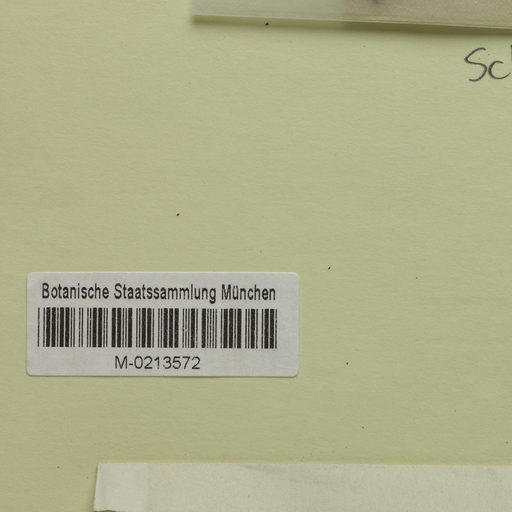 Botanische Staatssammlung München
M-0213572